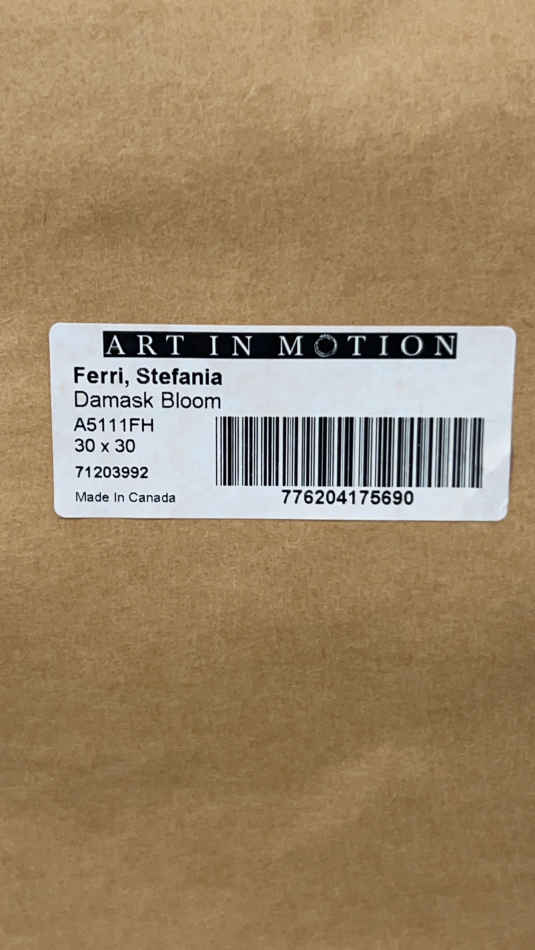 ART IN MOTION
Ferri, Stefania
Damask Bloom
A5111FH
30 x 30
71203992
Made In Canada
776204175690